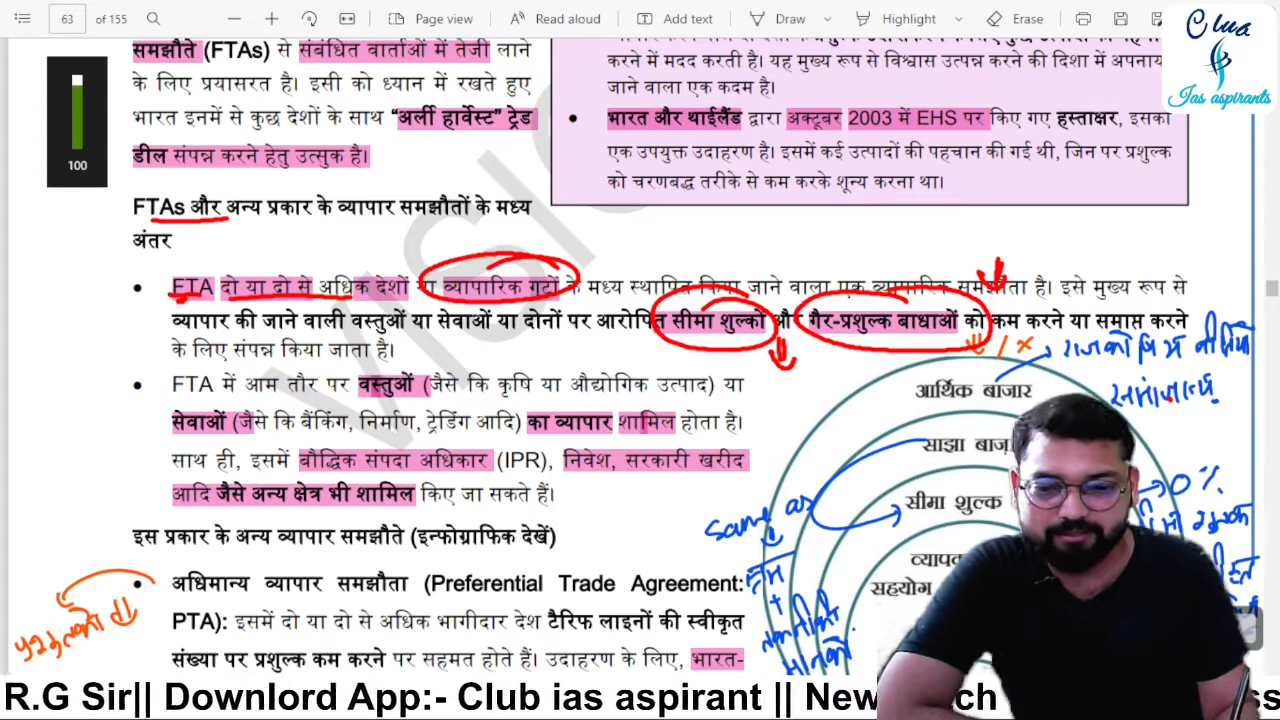 63 of 155
Page view
Read aloud
Add text
Draw
Highlight
Erase
Club
Ias aspirants
100
समझौते (FTAs) से संबंधित वार्ताओं में तेजी लाने
के लिए प्रयासरत है। इसी को ध्यान में रखते हुए
भारत इनमें से कुछ देशों के साथ "अर्ली हार्वेस्ट" ट्रेड
डील संपन्न करने हेतु उत्सुक है।
करने में मदद करती है। यह मुख्य रूप से विश्वास उत्पन्न करने की दिशा में अपनाया
जाने वाला एक कदम है।
• भारत और थाईलैंड द्वारा अक्टूबर 2003 में EHS पर किए गए हस्ताक्षर, इसका
एक उपयुक्त उदाहरण है। इसमें कई उत्पादों की पहचान की गई थी, जिन पर प्रशुल्क
को चरणबद्ध तरीके से कम करके शून्य करना था।
FTAs और अन्य प्रकार के व्यापार समझौतों के मध्य
अंतर
• FTA दो या दो से अधिक देशों या व्यापारिक गुटों के मध्य स्थापित किया जाने वाला एक व्यापारिक समझौता है। इसे मुख्य रूप से
व्यापार की जाने वाली वस्तुओं या सेवाओं या दोनों पर आरोपित सीमा शुल्कों और गैर-प्रशुल्क बाधाओं को कम करने या समाप्त करने
के लिए संपन्न किया जाता है।
• FTA में आम तौर पर वस्तुओं (जैसे कि कृषि या औद्योगिक उत्पाद) या
सेवाओं (जैसे कि बैंकिंग, निर्माण, ट्रेडिंग आदि) का व्यापार शामिल होता है।
साथ ही, इसमें बौद्धिक संपदा अधिकार (IPR), निवेश, सरकारी खरीद
आदि जैसे अन्य क्षेत्र भी शामिल किए जा सकते हैं।
इस प्रकार के अन्य व्यापार समझौते (इन्फोग्राफिक देखें)
• अधिमान्य व्यापार समझौता (Preferential Trade Agreement:
PTA): इसमें दो या दो से अधिक भागीदार देश टैरिफ लाइनों की स्वीकृत
संख्या पर प्रशुल्क कम करने पर सहमत होते हैं। उदाहरण के लिए, भारत-
आर्थिक बाजार
साझा बाज़
सीमा शुल्क
व्यापक
सहयोग
Same as
0 %
R.G Sir|| Downlord App:- Club ias aspirant || New